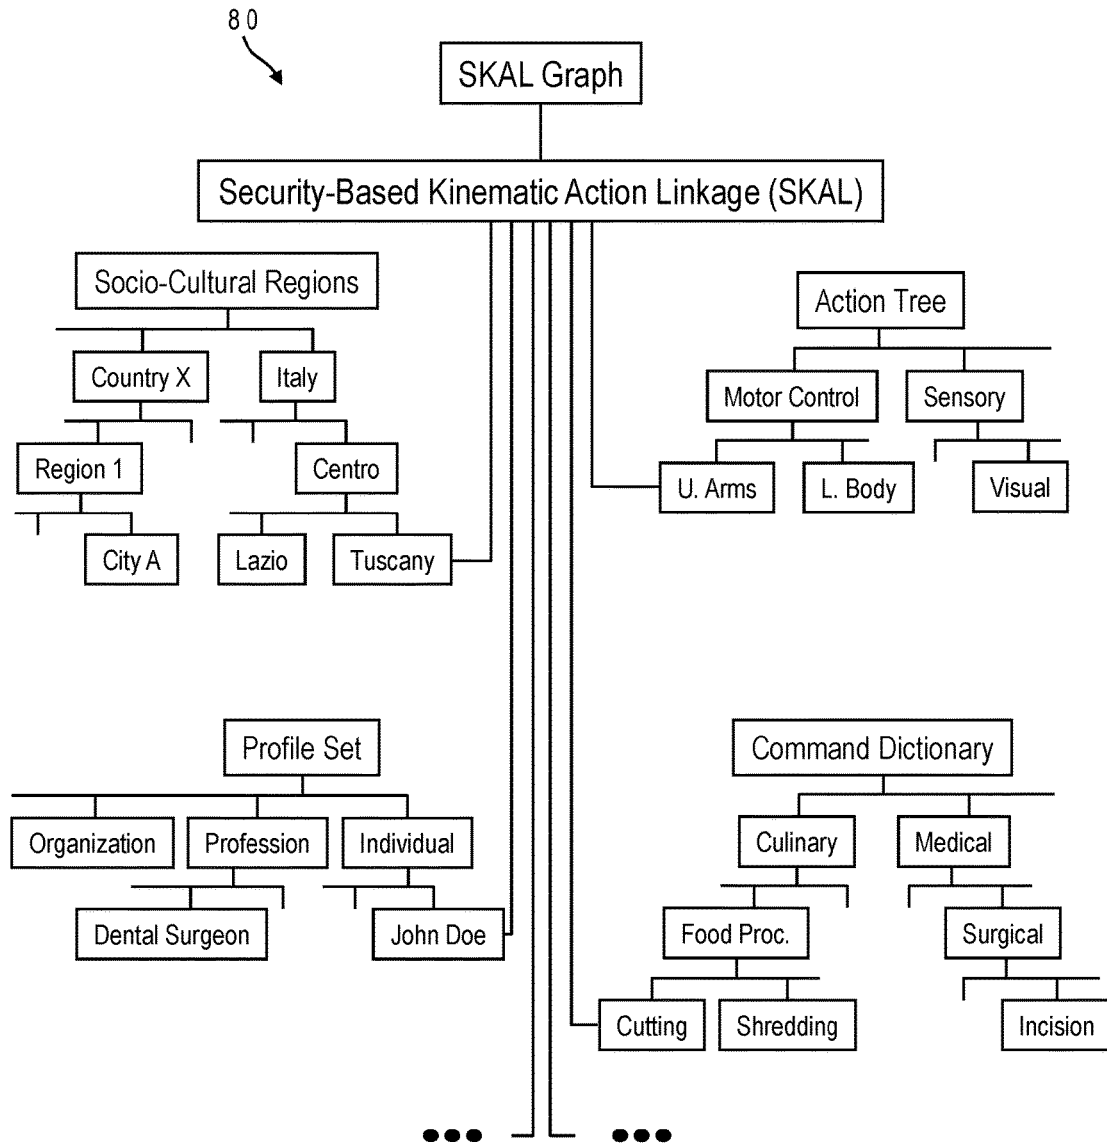 80
SKAL Graph
Security-Based Kinematic Action Linkage (SKAL)
Socio-Cultural Regions
Country X
Italy
Region 1
Centro
City A
Lazio
Tuscany
Action Tree
Motor Control
Sensory
U. Arms
L. Body
Visual
Profile Set
Organization
Profession
Individual
Dental Surgeon
John Doe
Command Dictionary
Culinary
Medical
Food Proc.
Surgical
Cutting
Shredding
Incision